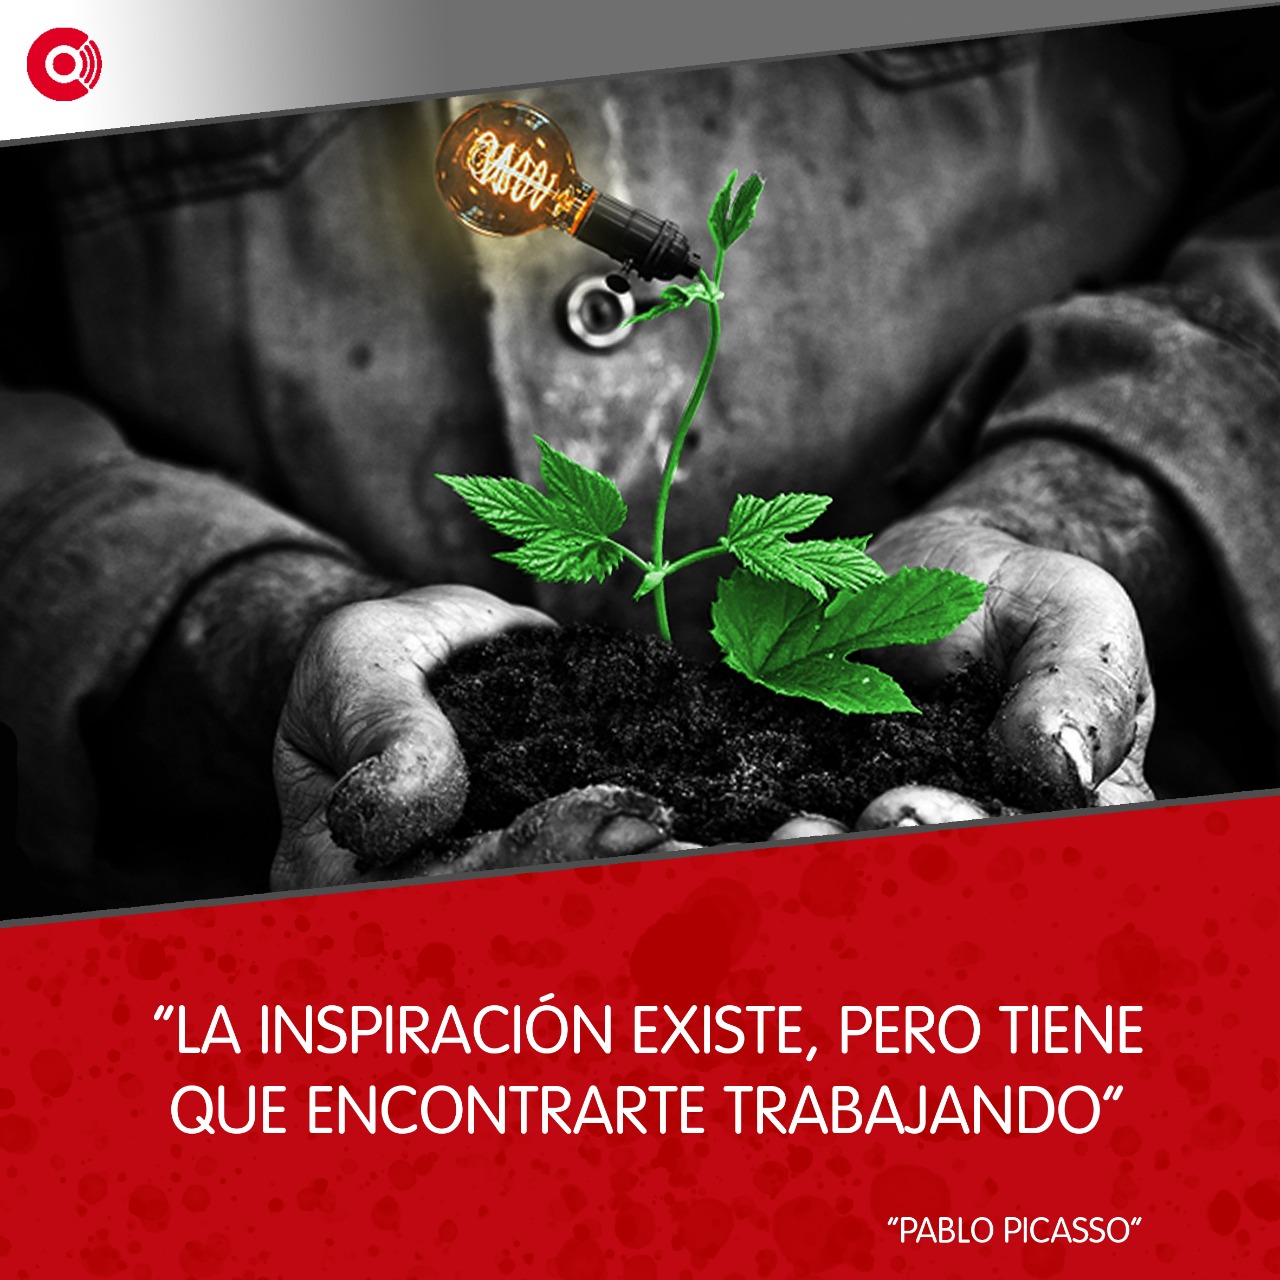 “LA INSPIRACIÓN EXISTE, PERO TIENE
QUE ENCONTRARTE TRABAJANDO“
“PABLO PICASSO“